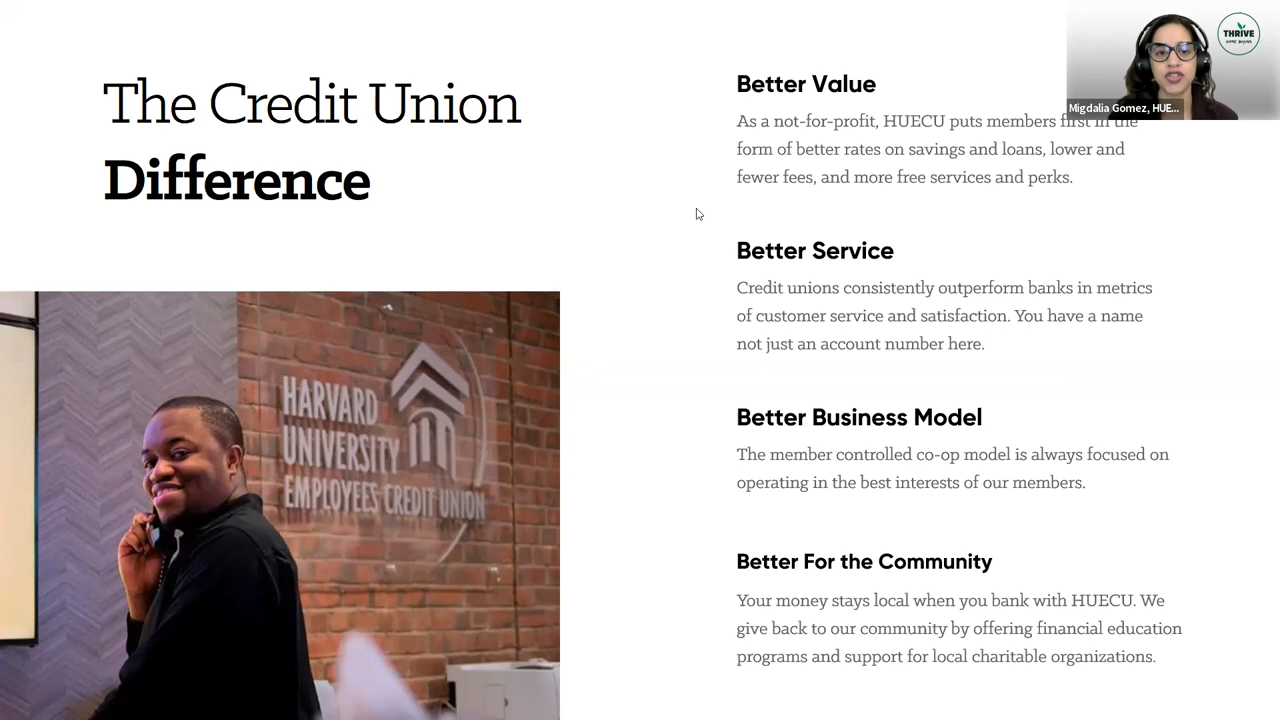 The Credit Union
Difference
HARVARD
UNIVERSITY
EMPLOYEES CREDIT UNION
Better Value
As a not-for-profit, HUECU puts members first in the
form of better rates on savings and loans, lower and
fewer fees, and more free services and perks.
Better Service
Credit unions consistently outperform banks in metrics
of customer service and satisfaction. You have a name
not just an account number here.
Better Business Model
The member controlled co-op model is always focused on
operating in the best interests of our members.
Better For the Community
Your money stays local when you bank with HUECU. We
give back to our community by offering financial education
programs and support for local charitable organizations.
THRIVE
Migdalia Gomez, HUE...